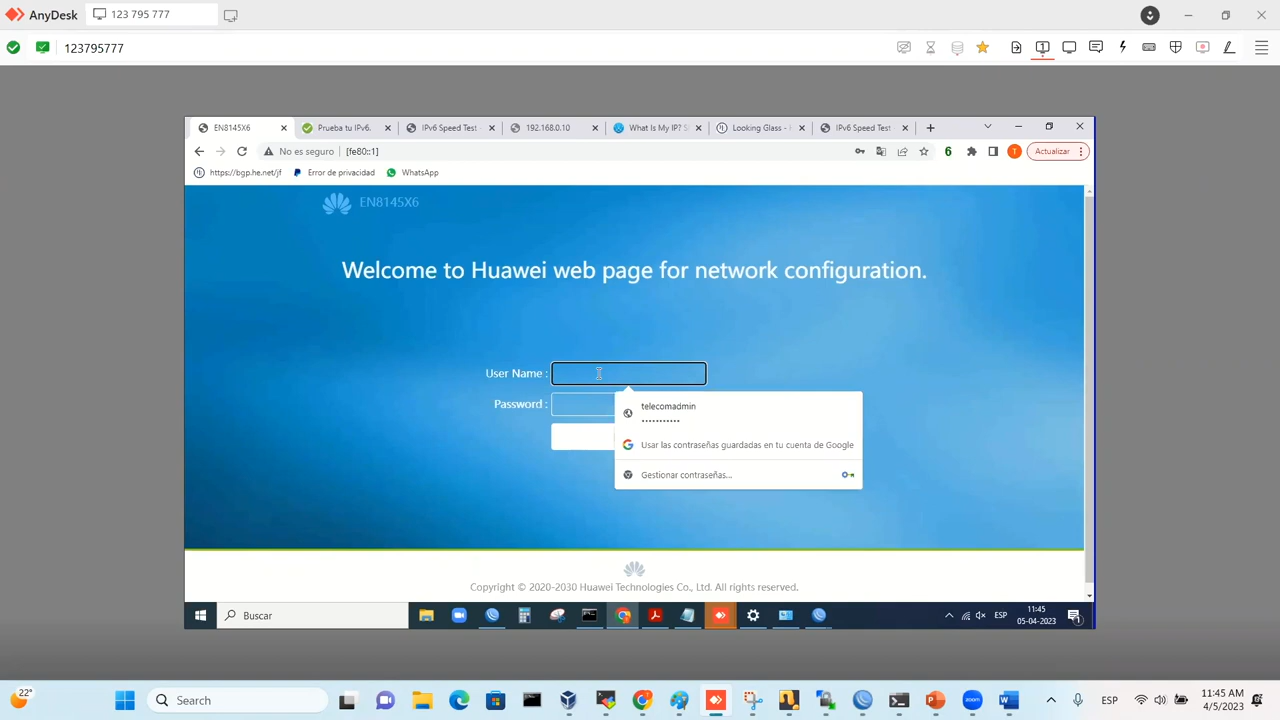 AnyDesk
123 795 777
123795777
1
EN8145X6
Prueba tu IPv6.
IPv6 Speed Test
192.168.0.10
What Is My IP? S
Looking Glass -
IPv6 Speed Test
No es seguro
[fe80::1]
6
T
Actualizar
https://bgp.he.net/jf
Error de privacidad
WhatsApp
EN8145X6
Welcome to Huawei web page for network configuration.
User Name :
Password :
telecomadmin
•••••••••••
Usar las contraseñas guardadas en tu cuenta de Google
Gestionar contraseñas...
Copyright © 2020-2030 Huawei Technologies Co., Ltd. All rights reserved.
Buscar
ESP
11:45
05-04-2023
1
22°
Search
ESP
11:45 AM
4/5/2023